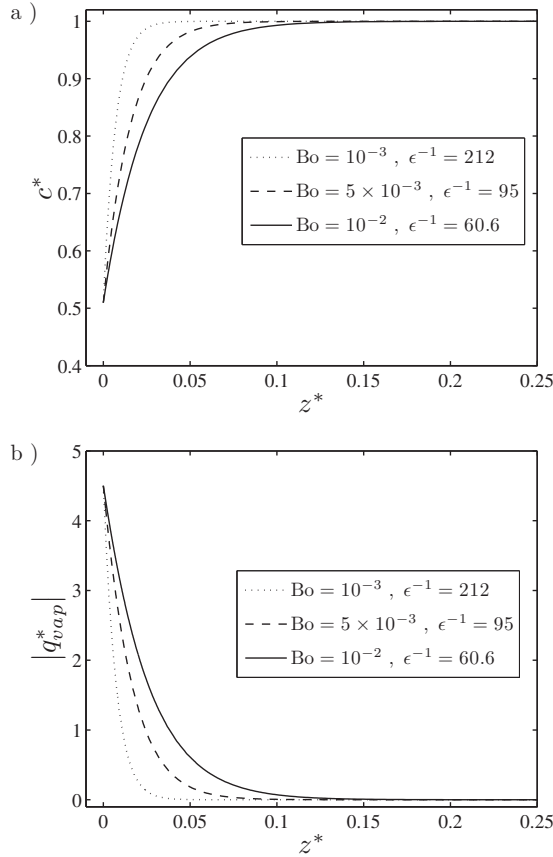 a )
1
0.9
0.8
0.7
0.6
0.5
0.4
c*
Bo = 10⁻³ , ϵ⁻¹ = 212
Bo = 5 × 10⁻³ , ϵ⁻¹ = 95
Bo = 10⁻² , ϵ⁻¹ = 60.6
0 0.05 0.1 0.15 0.2 0.25
z*
b )
5
4
3
2
1
0
|q*vap|
Bo = 10⁻³ , ϵ⁻¹ = 212
Bo = 5 × 10⁻³ , ϵ⁻¹ = 95
Bo = 10⁻² , ϵ⁻¹ = 60.6
0 0.05 0.1 0.15 0.2 0.25
z*